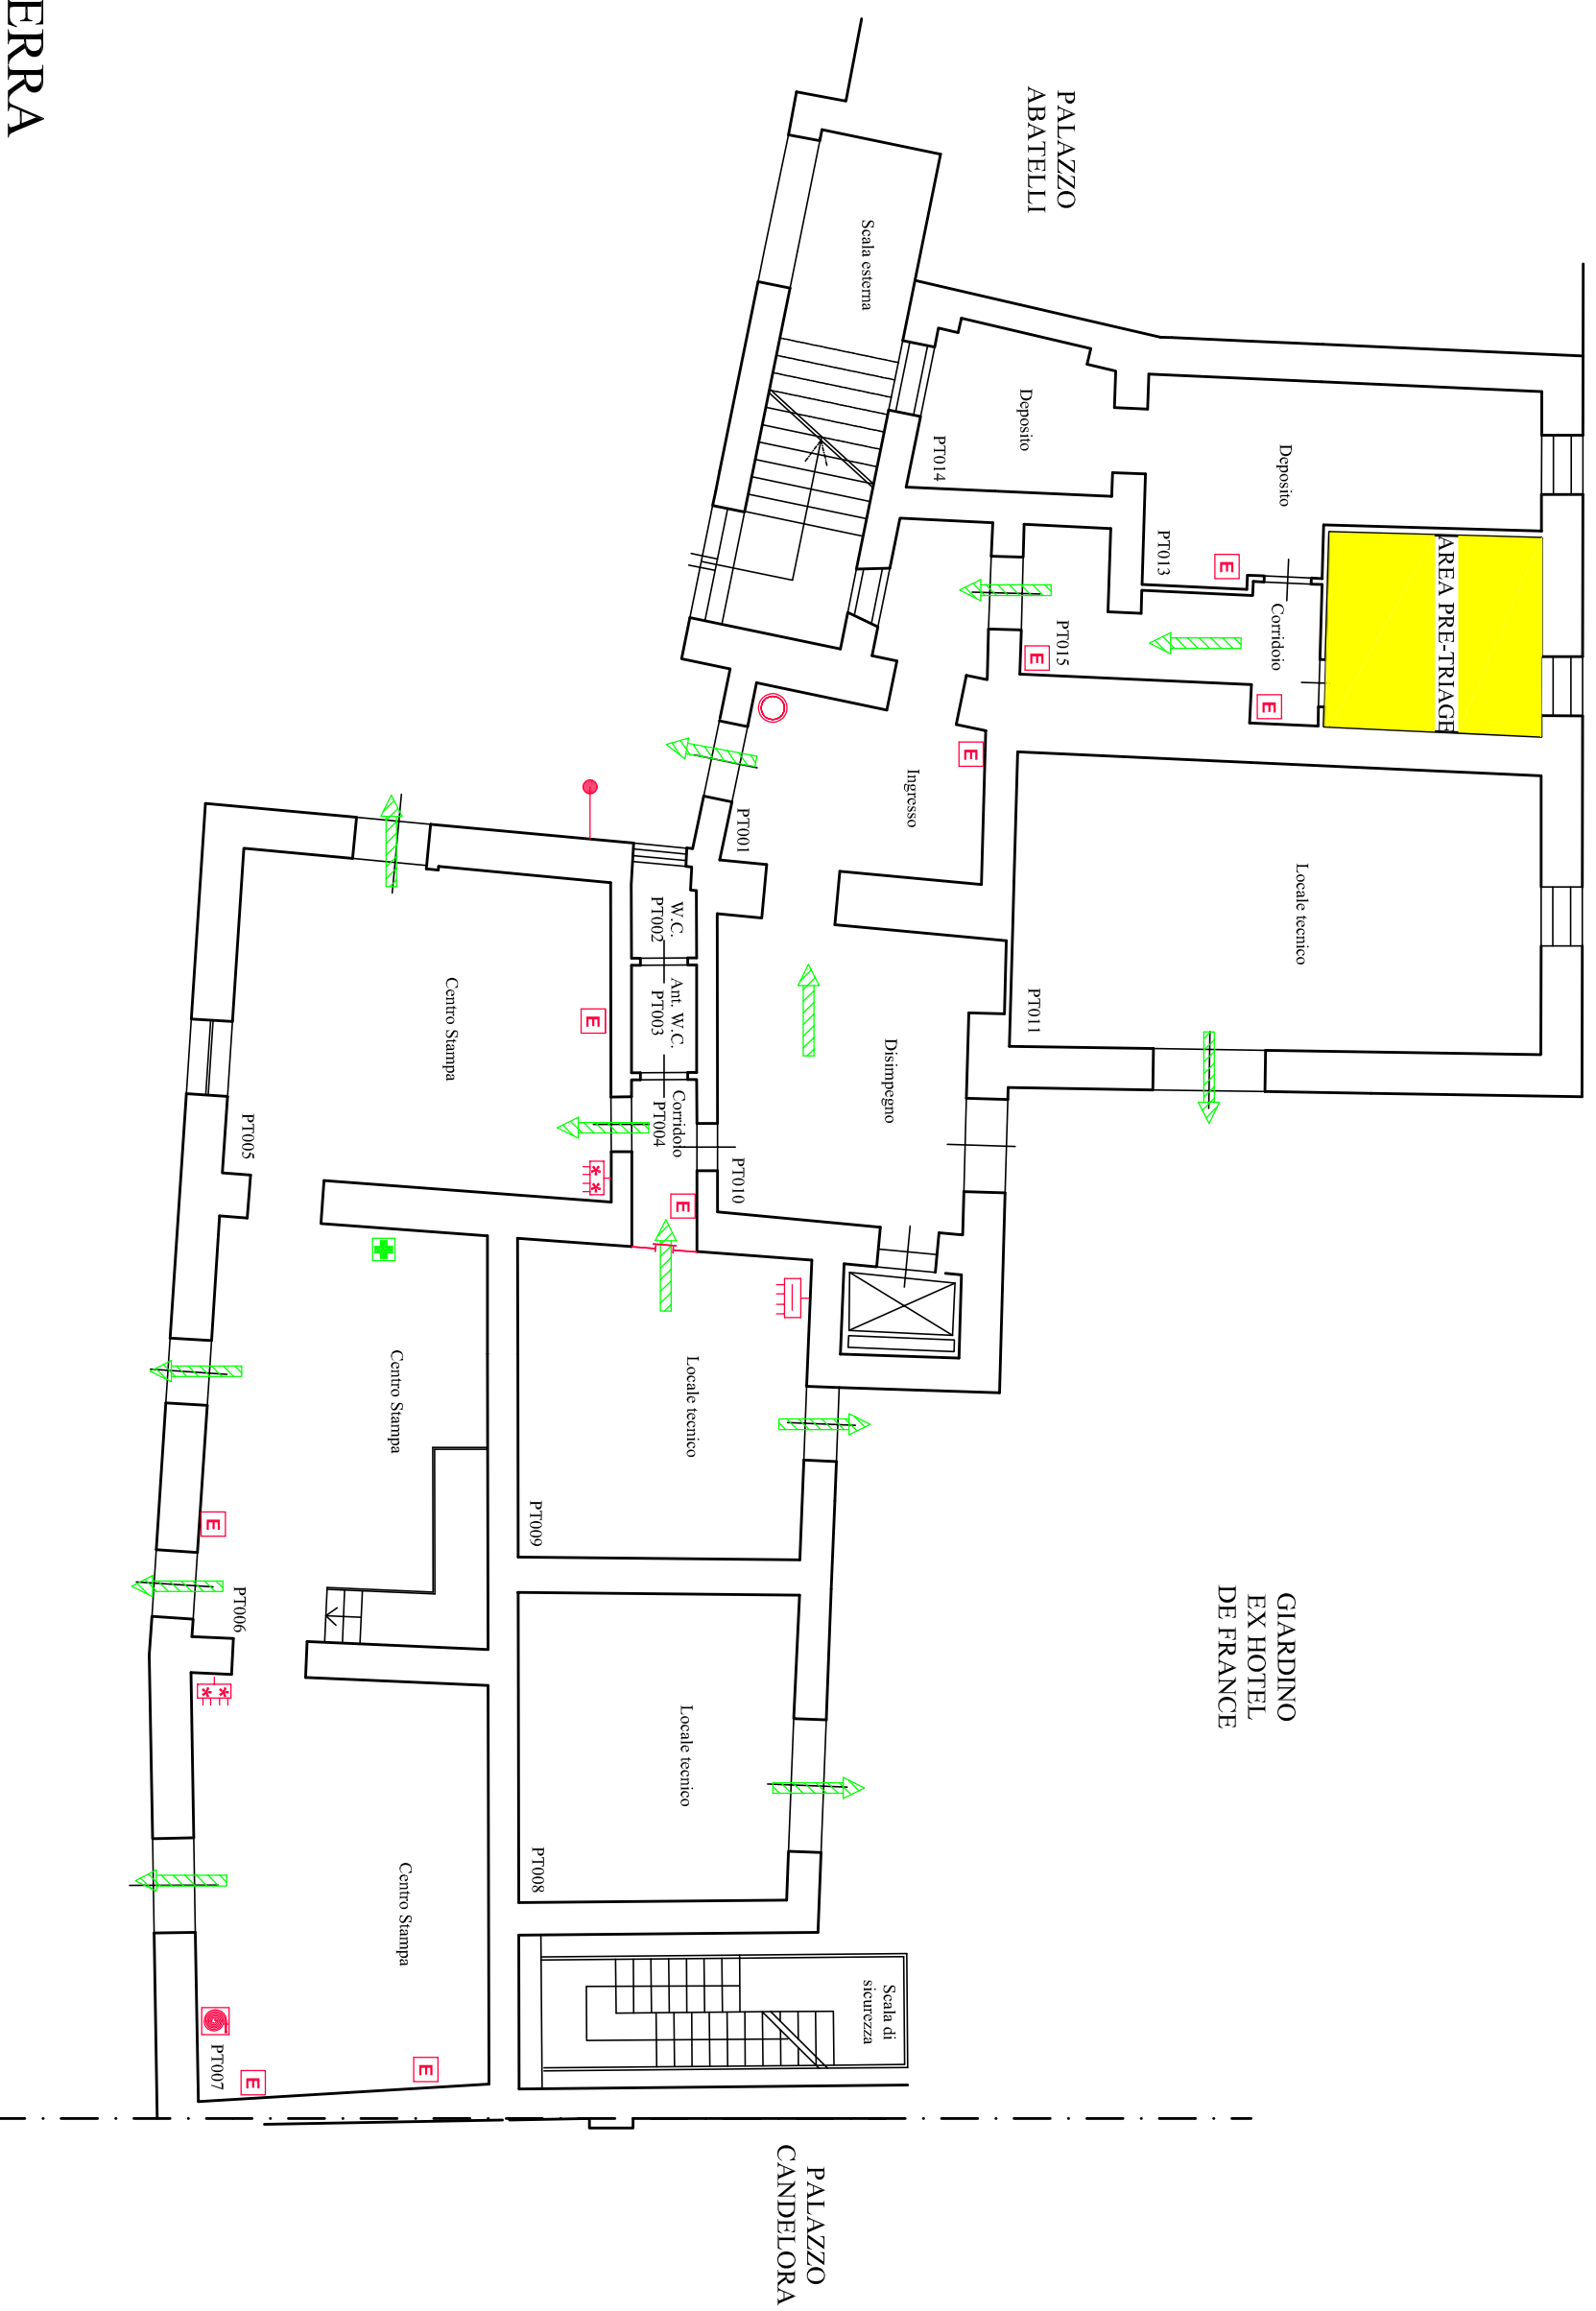 AREA PRE-TRIAGE
Deposito
PT013
E
Corridoio
E
PT015
E
Locale tecnico
PT011
GIARDINO
EX HOTEL
DE FRANCE
PALAZZO
ABATELLI
Deposito
PT014
Scala esterna
E
Ingresso
PT001
Disimpegno
PT010
Scala di
sicurezza
PALAZZO
CANDELORA
W.C.
PT002
Ant. W.C.
PT003
Corridoio
PT004
E
Locale tecnico
PT009
Locale tecnico
PT008
E
Centro Stampa
PT005
Centro Stampa
E
PT006
Centro Stampa
E
E
PT007
ERRA